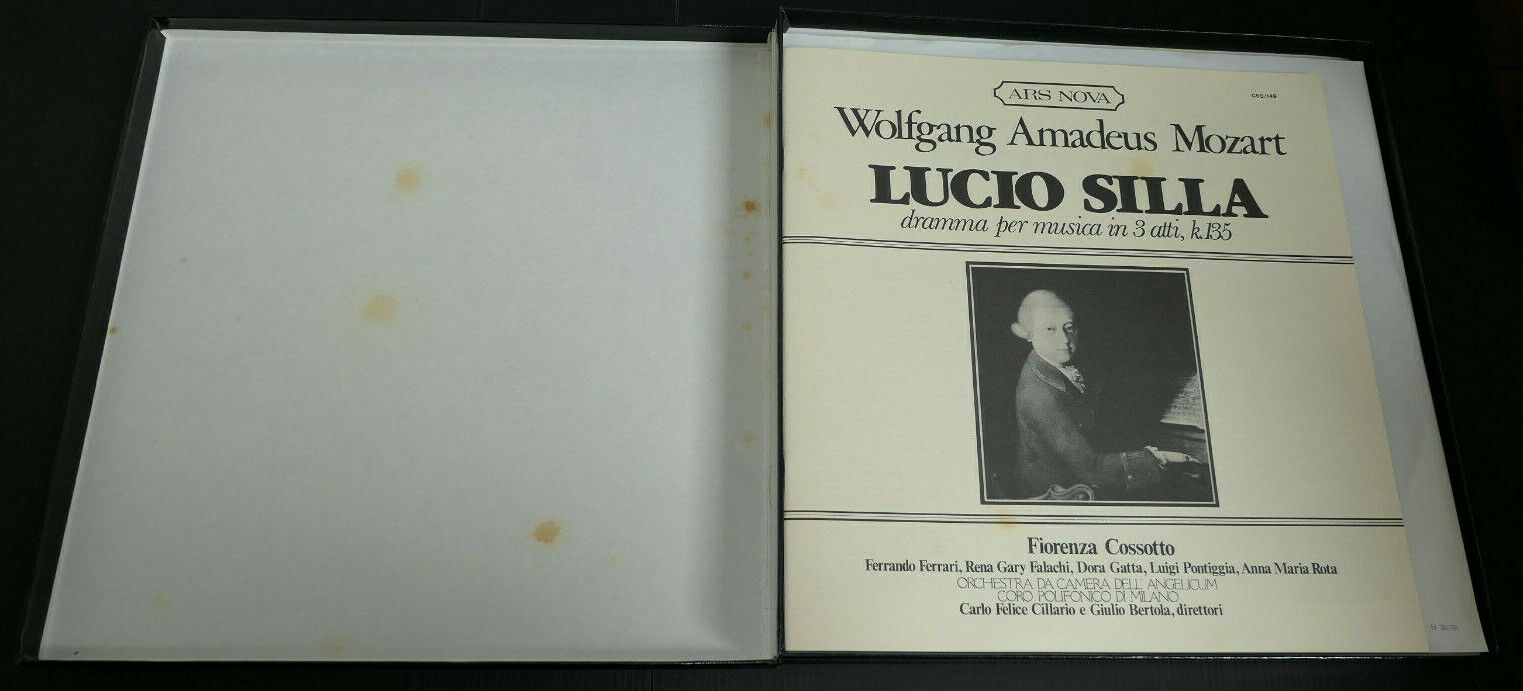 ARS NOVA
C6S/149
Wolfgang Amadeus Mozart
LUCIO SILLA
dramma per musica in 3 atti, k.135
Fiorenza Cossotto
Ferrando Ferrari, Rena Gary Falachi, Dora Gatta, Luigi Pontiggia, Anna Maria Rota
ORCHESTRA DA CAMERA DELL' ANGELICUM
CORO POLIFONICO DI MILANO
Carlo Felice Cillario e Giulio Bertola, direttori